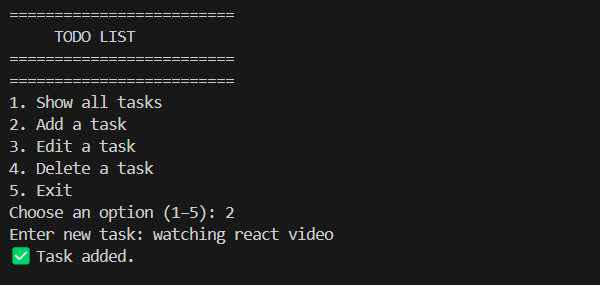 =========================
     TODO LIST
=========================
=========================
1. Show all tasks
2. Add a task
3. Edit a task
4. Delete a task
5. Exit
Choose an option (1–5): 2
Enter new task: watching react video
✅ Task added.